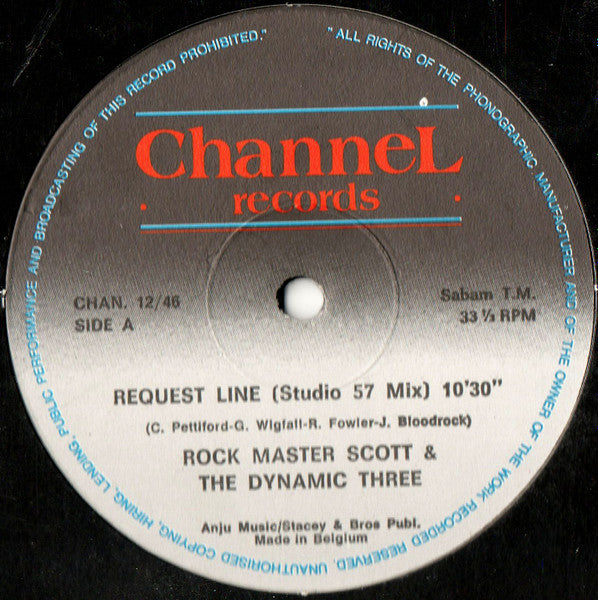 "ALL RIGHTS OF THE PHONOGRAPHIC MANUFACTURER AND OF THE OWNER OF THE WORK RECORDED RESERVED. UNAUTHORISED COPYING, HIRING, LENDING, PUBLIC PERFORMANCE AND BROADCASTING OF THIS RECORD PROHIBITED."
ChanneL
· records ·
CHAN. 12/46
SIDE A
Sabam T.M.
33 ⅓ RPM
REQUEST LINE (Studio 57 Mix) 10'30"
(C. Pettiford-G. Wigfall-R. Fowler-J. Bloodrock)
ROCK MASTER SCOTT &
THE DYNAMIC THREE
Anju Music/Stacey & Bros Publ.
Made in Belgium